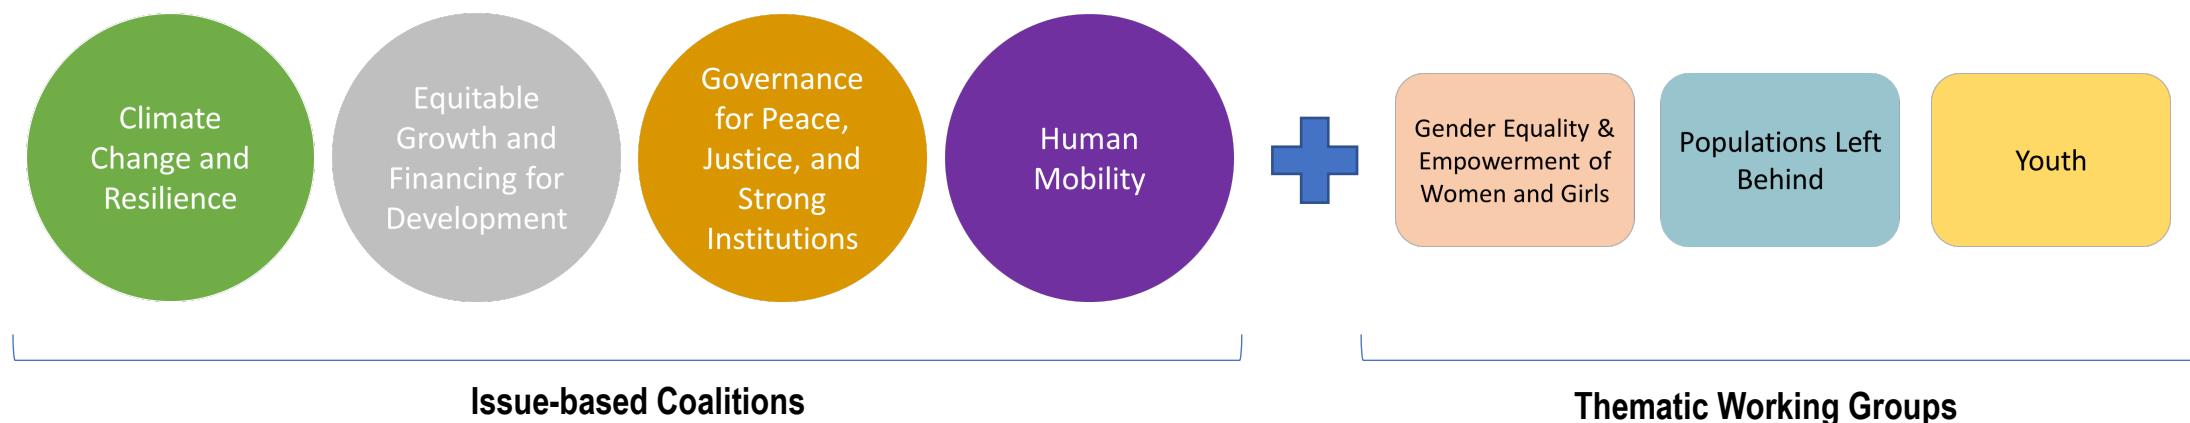 Climate
Change and
Resilience
Equitable
Growth and
Financing for
Development
Governance
for Peace,
Justice, and
Strong
Institutions
Human
Mobility
Gender Equality &
Empowerment of
Women and Girls
Populations Left
Behind
Youth
Issue-based Coalitions
Thematic Working Groups